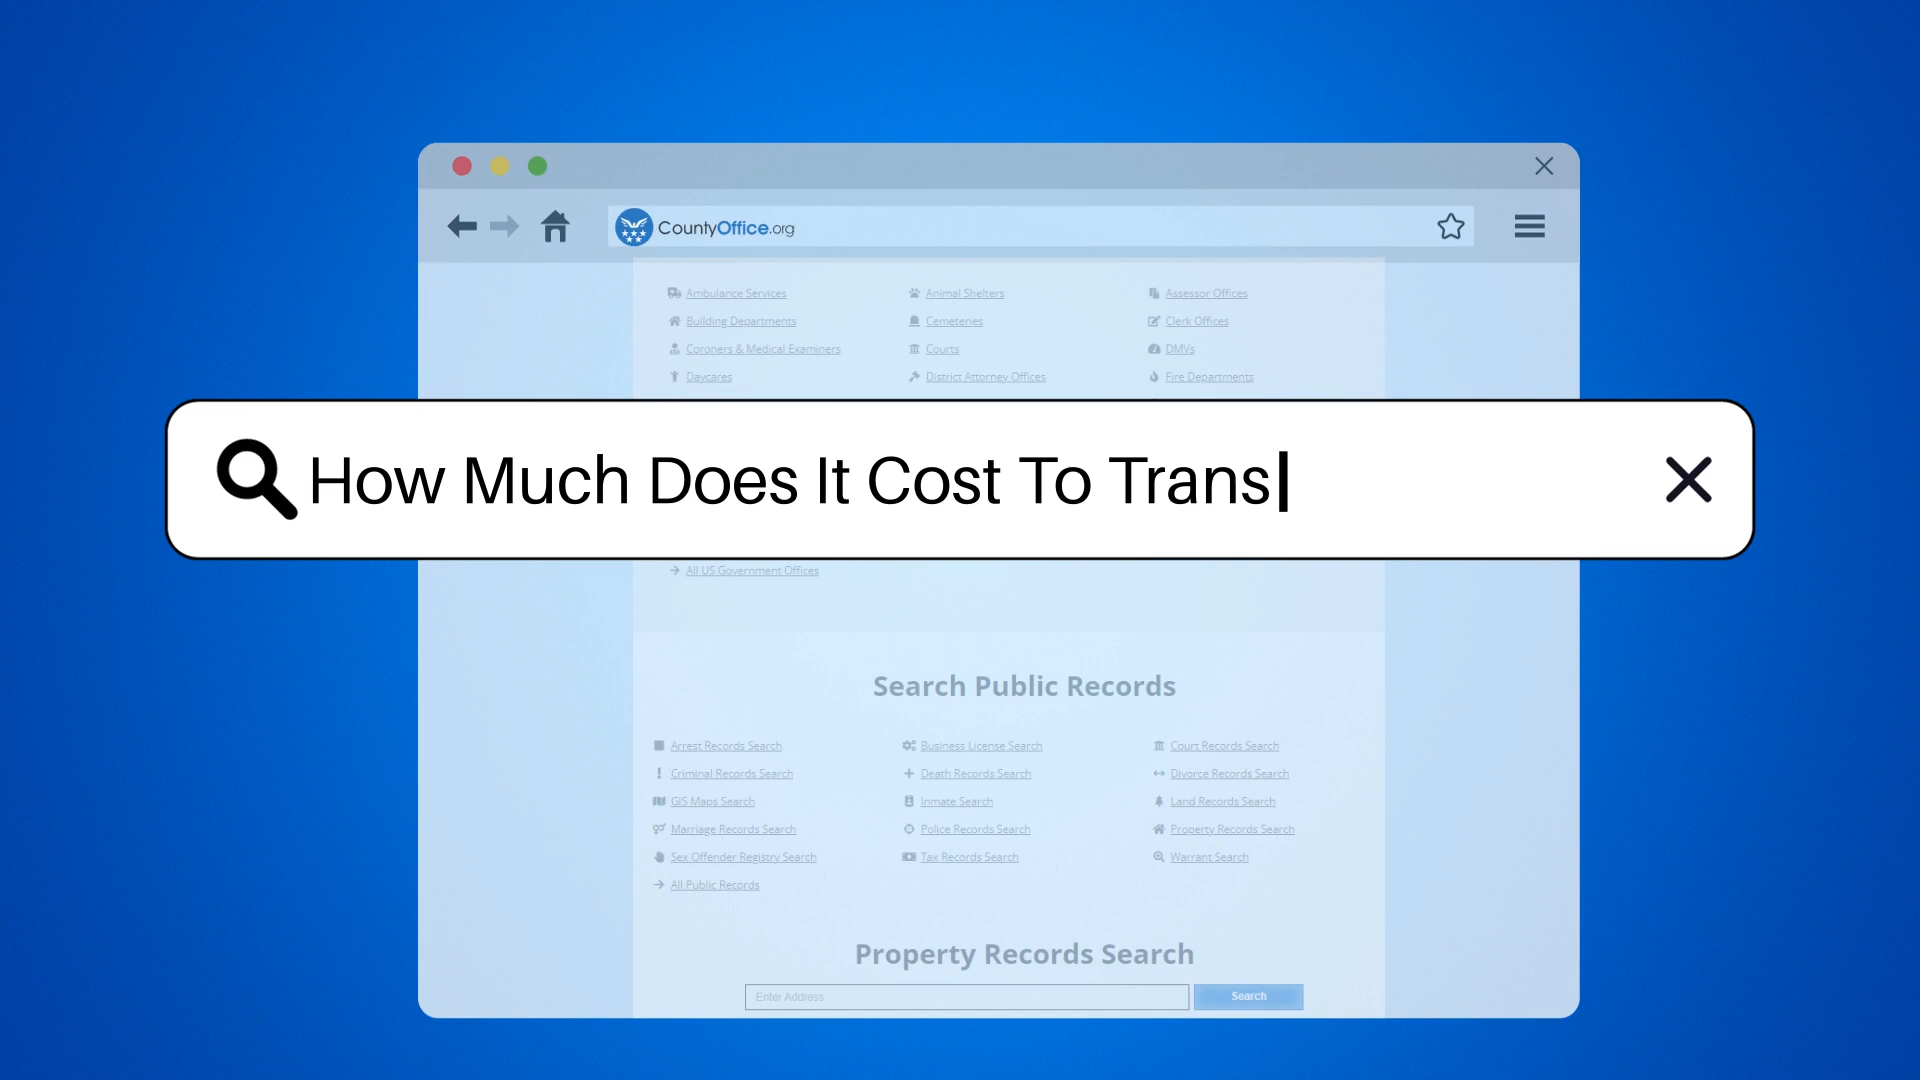 CountyOffice.org
Ambulance Services Animal Shelters Assessor Offices
Building Departments Cemeteries Clerk Offices
Coroners & Medical Examiners Courts DMVs
Daycares District Attorney Offices Fire Departments
How Much Does It Cost To Trans
All US Government Offices
Search Public Records
Arrest Records Search Business License Search Court Records Search
Criminal Records Search Death Records Search Divorce Records Search
GIS Maps Search Inmate Search Land Records Search
Marriage Records Search Police Records Search Property Records Search
Sex Offender Registry Search Tax Records Search Warrant Search
All Public Records
Property Records Search
Enter Address Search